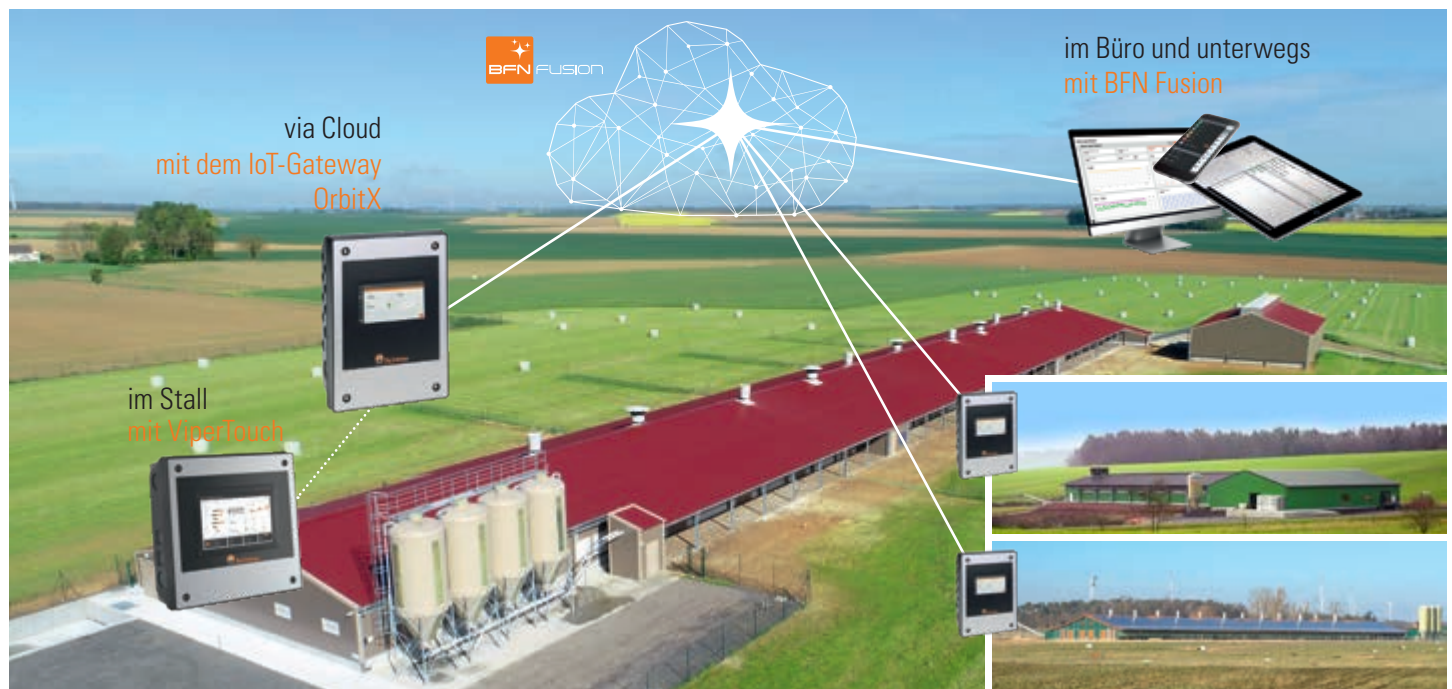 BFN FUSION
im Büro und unterwegs
mit BFN Fusion
via Cloud
mit dem IoT-Gateway
OrbitX
im Stall
mit ViperTouch